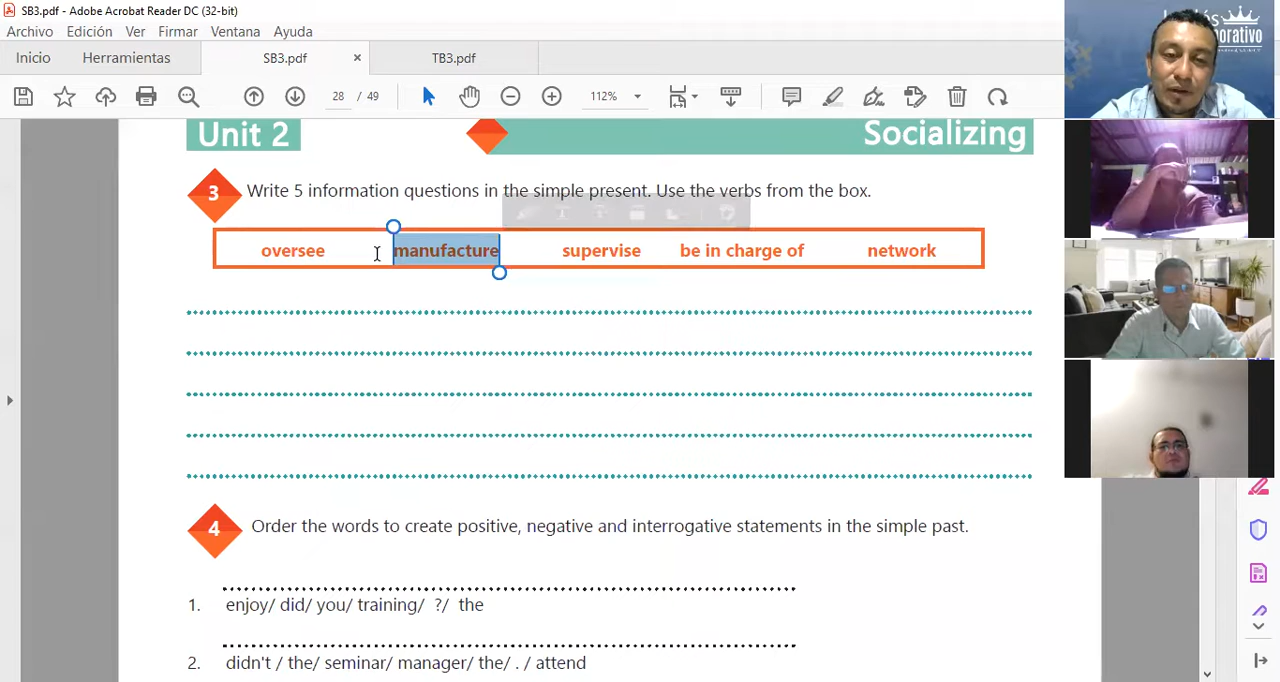 SB3.pdf - Adobe Acrobat Reader DC (32-bit)
Archivo Edición Ver Firmar Ventana Ayuda
Inicio Herramientas SB3.pdf × TB3.pdf
28 / 49 112%
Unit 2 Socializing
3 Write 5 information questions in the simple present. Use the verbs from the box.
oversee manufacture supervise be in charge of network
4 Order the words to create positive, negative and interrogative statements in the simple past.
1. enjoy/ did/ you/ training/ ?/ the
2. didn't / the/ seminar/ manager/ the/ . / attend